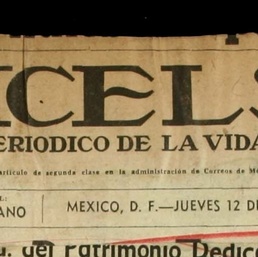 CELS
ERIODICO DE LA VIDA
artículo de segunda clase en la administración de Correos de Mé
L:
ANO
MEXICO, D. F.—JUEVES 12 DE
. del Patrimonio Dedic